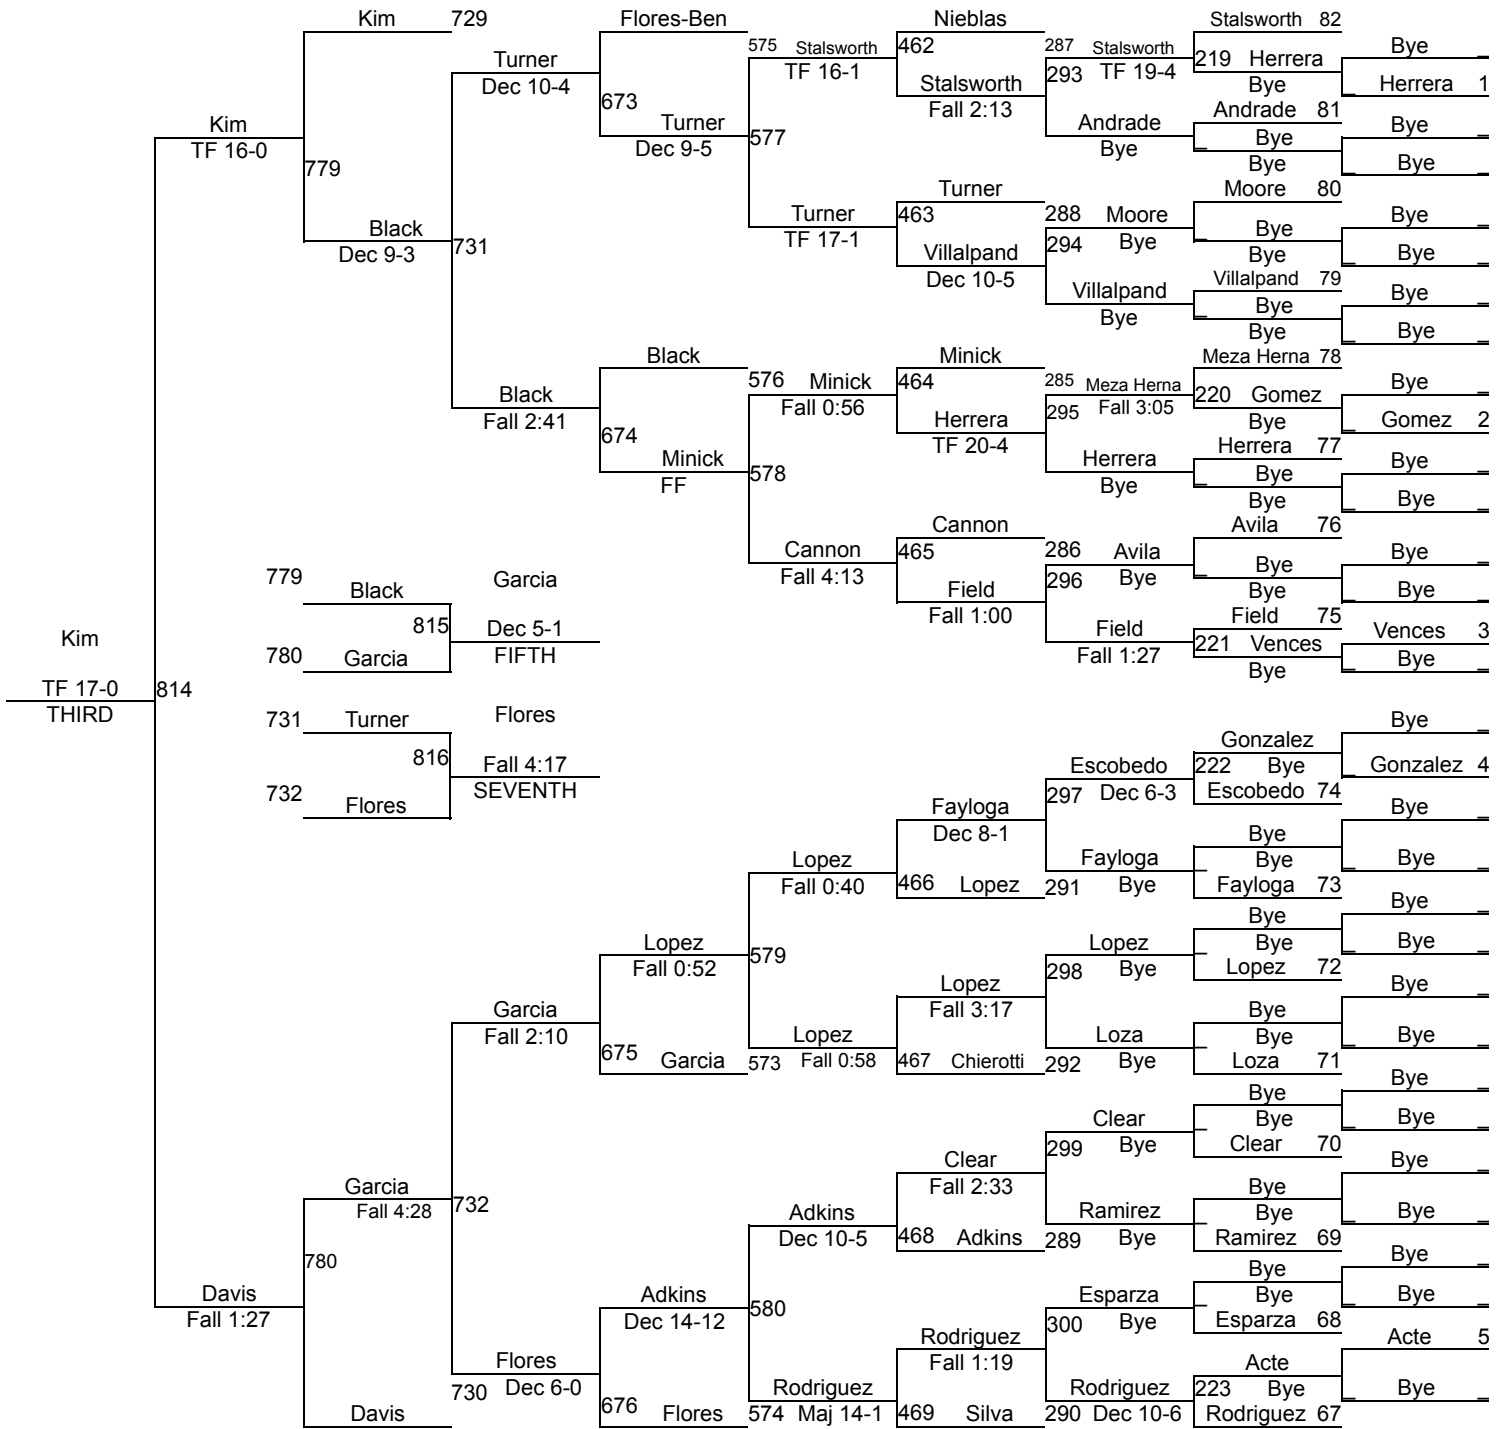 Kim 729 Flores-Ben Nieblas Stalsworth 82
Bye _
575 Stalsworth 462 287 Stalsworth 219 Herrera
Turner TF 16-1 Stalsworth 293 TF 19-4 Bye _ Herrera 1
Dec 10-4 Fall 2:13
673 Andrade Andrade 81 Bye _
Kim Turner 577 Bye _ Bye
TF 16-0 Dec 9-5 Bye _ Bye _
779
Turner Moore 80
Black Turner 463 288 Moore Bye _
Dec 9-3 731 TF 17-1 Villalpand 294 Bye _ Bye
Dec 10-5 Bye _ Bye _
Villalpand Villalpand 79 Bye _
Bye _ Bye
Bye _ Bye _
Black Minick Meza Herna 78
576 Minick 464 285 Meza Herna 220 Gomez Bye _
Black Fall 0:56 Herrera 295 Fall 3:05 Bye _ Gomez 2
Fall 2:41 674 TF 20-4 Herrera 77
Minick 578 Herrera _ Bye Bye _
FF Bye Bye _ Bye _
Cannon Avila 76
Cannon 465 286 Avila Bye _
779 Black Garcia Fall 4:13 Field 296 Bye _ Bye
Fall 1:00 Bye _ Bye _
815 Dec 5-1 Field Field 75 Vences 3
Kim 780 Garcia FIFTH Fall 1:27 221 Vences
Bye _ Bye _
TF 17-0 814
THIRD 731 Turner Flores Bye _
Gonzalez
816 Fall 4:17 Escobedo 222 Bye _ Gonzalez 4
732 Flores SEVENTH 297 Dec 6-3 Escobedo 74
Fayloga Bye _
Dec 8-1 Bye
Lopez Fayloga _ Bye _ Bye _
Fall 0:40 466 Lopez 291 Bye Fayloga 73
Bye Bye _
Lopez 579 Lopez _ Bye _ Bye _
Fall 0:52 Lopez 298 Bye Lopez 72
Garcia Fall 3:17 Bye Bye _
Fall 2:10 Lopez Loza _ Bye _ Bye _
675 Garcia 573 Fall 0:58 467 Chierotti 292 Bye Loza 71
Bye Bye _
Clear _ Bye _ Bye _
Clear 299 Bye Clear 70
Garcia Fall 2:33 Bye Bye _
Fall 4:28 732 Adkins Ramirez _ Bye _ Bye _
Dec 10-5 468 Adkins 289 Bye Ramirez 69
780 Bye Bye _
Davis Adkins 580 Esparza _ Bye _ Bye _
Fall 1:27 Dec 14-12 Rodriguez 300 Bye Esparza 68
Flores Fall 1:19 Acte Acte 5
730 Dec 6-0 Rodriguez Rodriguez 223 Bye _ Bye _
Davis 676 Flores 574 Maj 14-1 469 Silva 290 Dec 10-6 Rodriguez 67